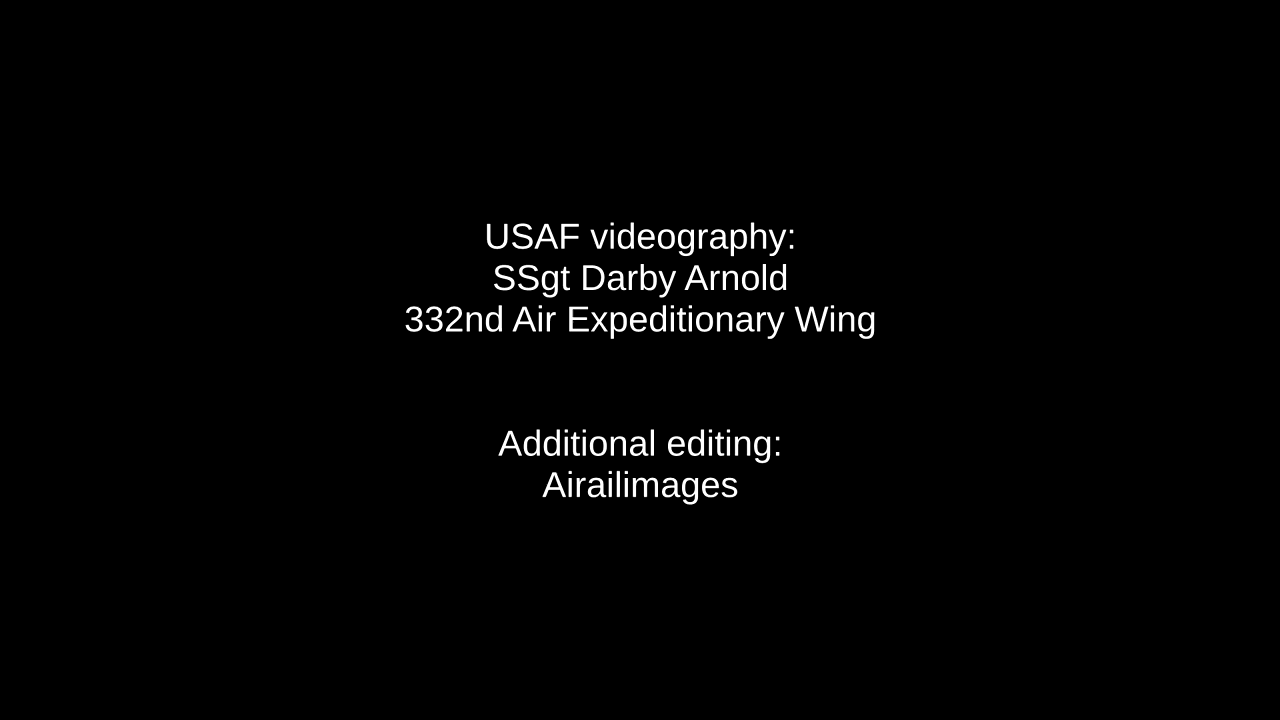 USAF videography:
SSgt Darby Arnold
332nd Air Expeditionary Wing
Additional editing:
Airailimages